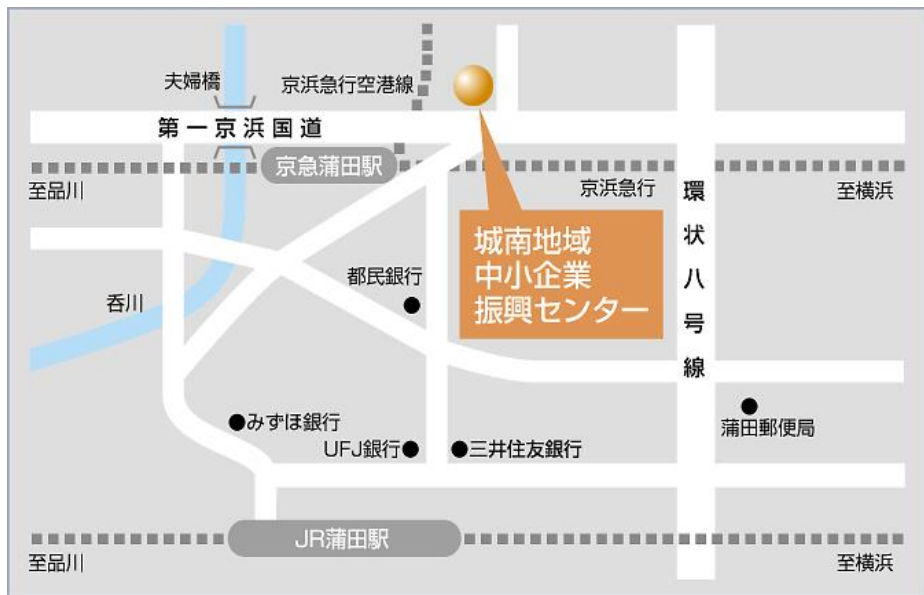 夫婦橋
京浜急行空港線
第一京浜国道
京急蒲田駅
至品川
京浜急行
至横浜
環状八号線
城南地域
中小企業
振興センター
都民銀行
呑川
みずほ銀行
蒲田郵便局
UFJ銀行
三井住友銀行
JR蒲田駅
至品川
至横浜